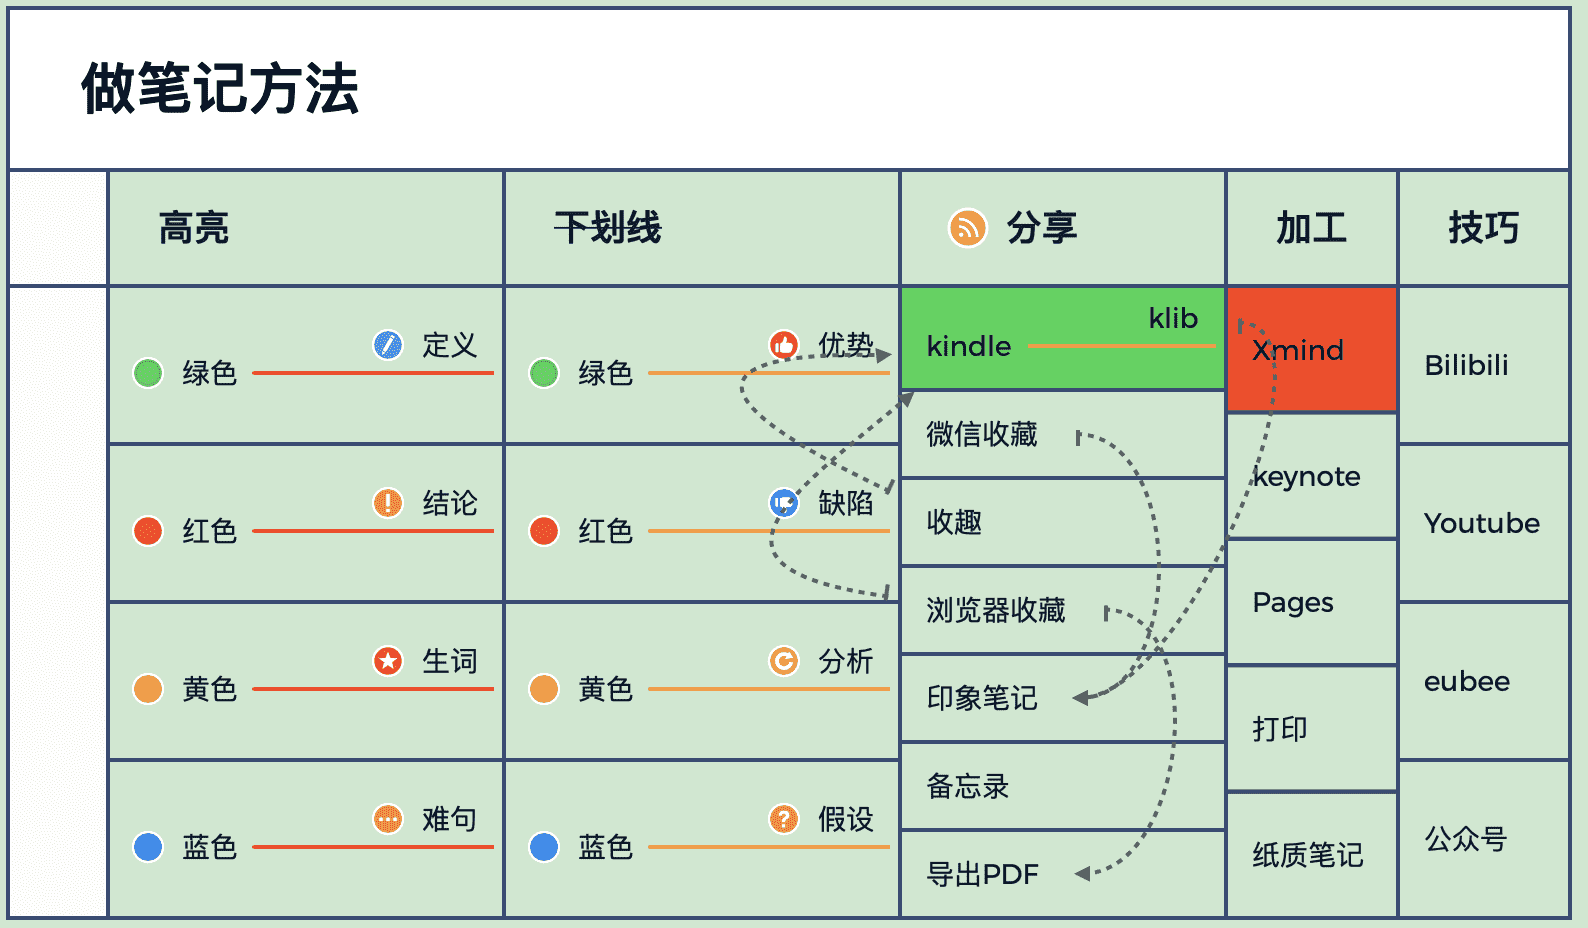 做笔记方法
高亮
下划线
分享
加工
技巧
绿色
定义
红色
结论
黄色
生词
蓝色
难句
绿色
优势
红色
缺陷
黄色
分析
蓝色
假设
kindle
klib
微信收藏
收趣
浏览器收藏
印象笔记
备忘录
导出PDF
Xmind
keynote
Pages
打印
纸质笔记
Bilibili
Youtube
eubee
公众号